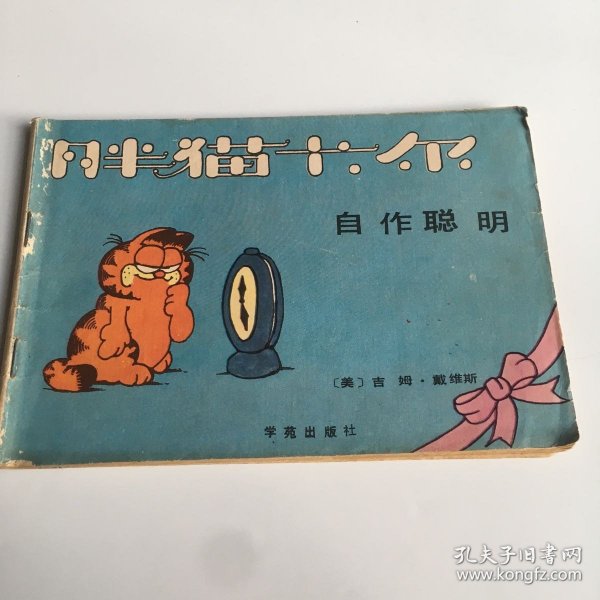 胖猫卡尔
自作聪明
〔美〕吉姆·戴维斯
学苑出版社
孔夫子旧书网
www.kongfz.com